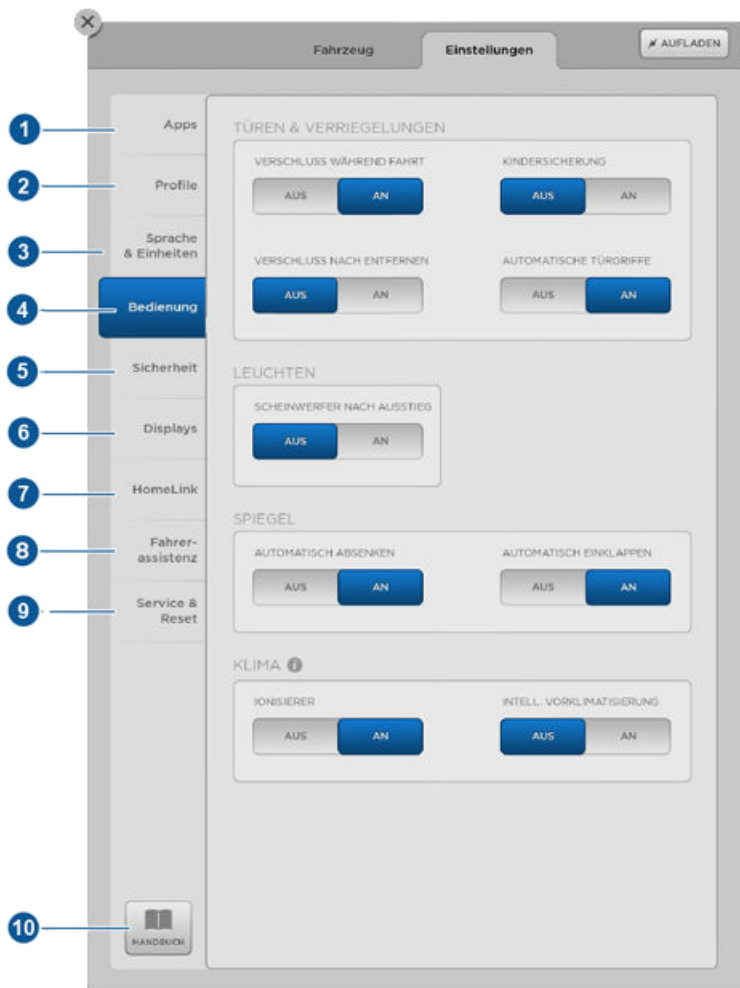 Fahrzeug
Einstellungen
AUFLADEN
1
Apps
2
Profile
3
Sprache
& Einheiten
4
Bedienung
5
Sicherheit
6
Displays
7
HomeLink
8
Fahrer-
assistenz
9
Service &
Reset
10
HANDBUCH
TÜREN & VERRIEGELUNGEN
VERSCHLUSS WÄHREND FAHRT
AUS AN
KINDERSICHERUNG
AUS AN
VERSCHLUSS NACH ENTFERNEN
AUS AN
AUTOMATISCHE TÜRGRIFFE
AUS AN
LEUCHTEN
SCHEINWERFER NACH AUSSTIEG
AUS AN
SPIEGEL
AUTOMATISCH ABSENKEN
AUS AN
AUTOMATISCH EINKLAPPEN
AUS AN
KLIMA i
IONISIERER
AUS AN
INTELL. VORKLIMATISIERUNG
AUS AN